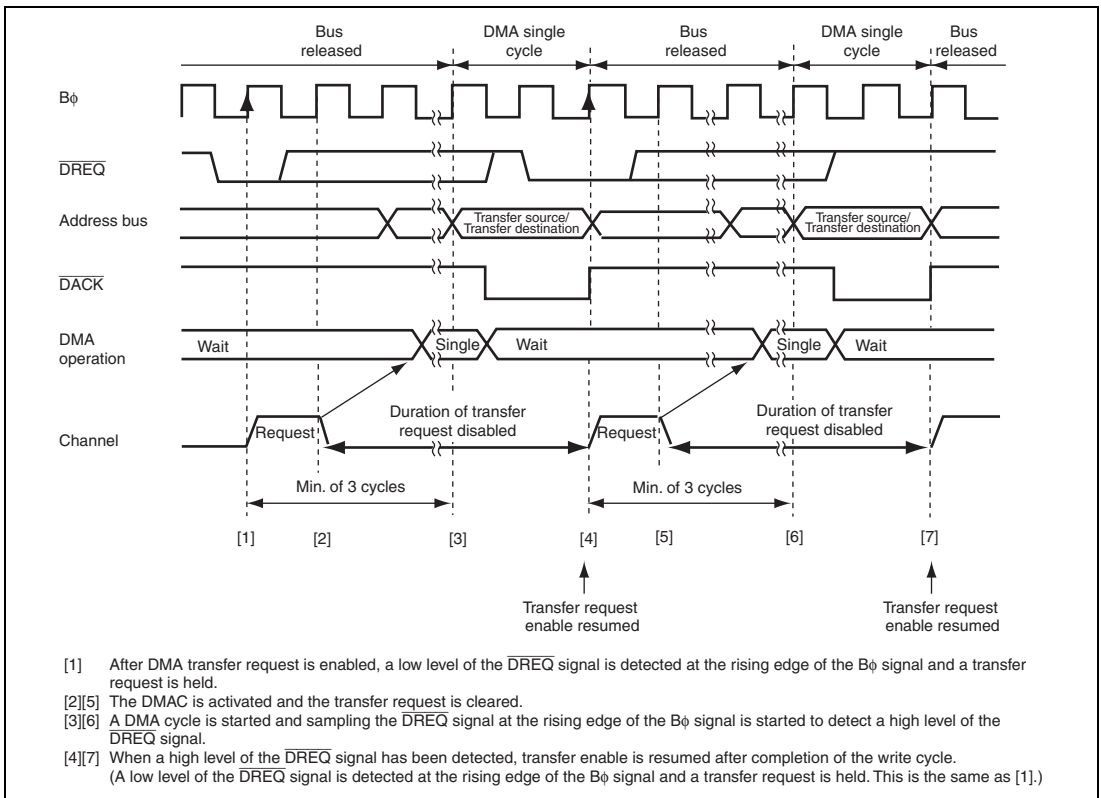 Bus released
DMA single cycle
Bus released
DMA single cycle
Bus released
Bϕ
DREQ
Address bus
Transfer source/ Transfer destination
Transfer source/ Transfer destination
DACK
DMA operation
Wait
Single
Wait
Single
Wait
Channel
Request
Duration of transfer request disabled
Request
Duration of transfer request disabled
Min. of 3 cycles
Min. of 3 cycles
[1]
[2]
[3]
[4]
[5]
[6]
[7]
Transfer request enable resumed
Transfer request enable resumed
[1] After DMA transfer request is enabled, a low level of the DREQ signal is detected at the rising edge of the Bϕ signal and a transfer
request is held.
[2][5] The DMAC is activated and the transfer request is cleared.
[3][6] A DMA cycle is started and sampling the DREQ signal at the rising edge of the Bϕ signal is started to detect a high level of the
DREQ signal.
[4][7] When a high level of the DREQ signal has been detected, transfer enable is resumed after completion of the write cycle.
(A low level of the DREQ signal is detected at the rising edge of the Bϕ signal and a transfer request is held. This is the same as [1].)